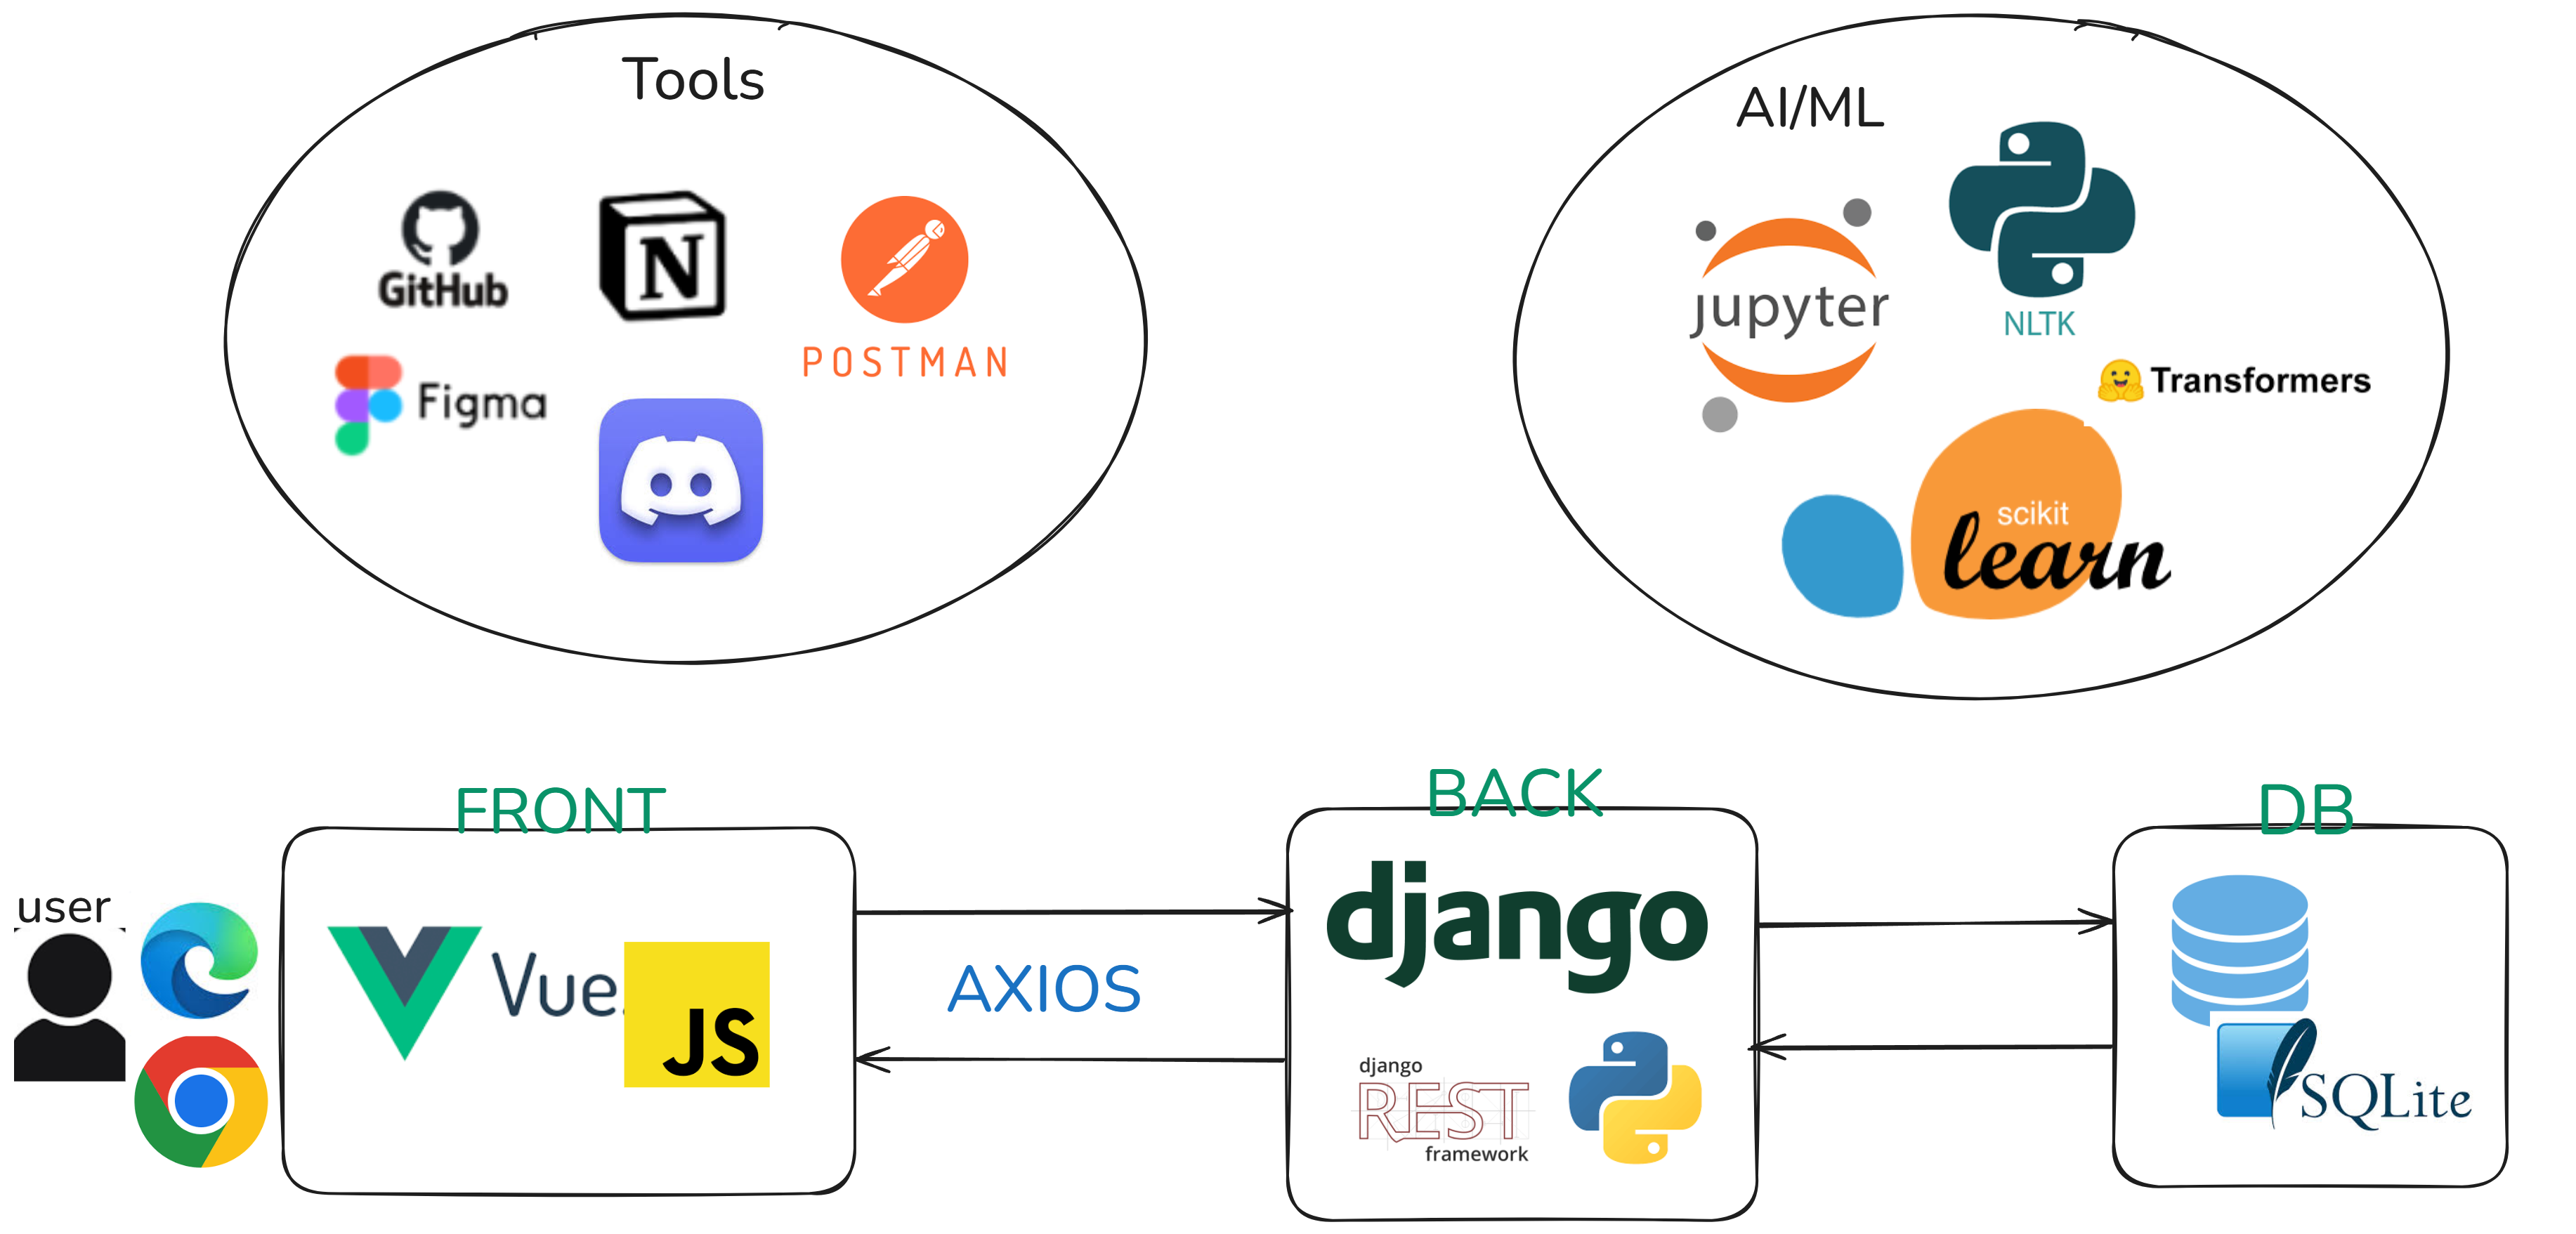 Tools
AI/ML
GitHub
N
POSTMAN
Figma
jupyter
NLTK
Transformers
scikit
learn
FRONT
BACK
DB
user
Vue.
JS
AXIOS
django
django
REST
framework
SQLite